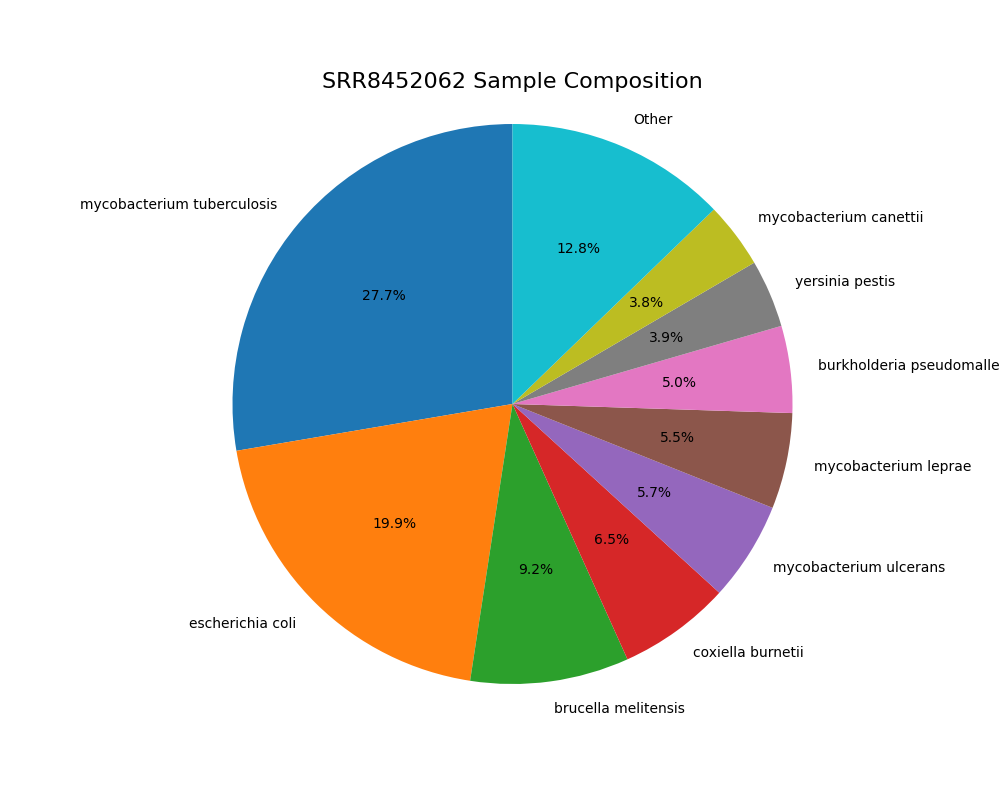 SRR8452062 Sample Composition
Other
mycobacterium canettii
mycobacterium tuberculosis
12.8%
yersinia pestis
27.7%
3.8%
3.9%
burkholderia pseudomalle
5.0%
5.5%
mycobacterium leprae
5.7%
19.9%
6.5%
mycobacterium ulcerans
9.2%
escherichia coli
coxiella burnetii
brucella melitensis